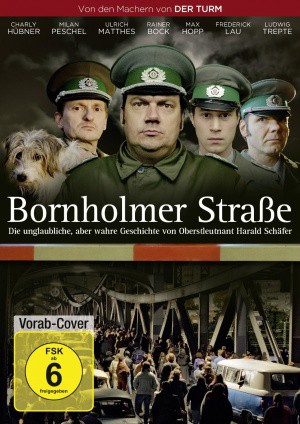 Von den Machern von DER TURM
CHARLY HÜBNER MILAN PESCHEL ULRICH MATTHES RAINER BOCK MAX HOPP FREDERICK LAU LUDWIG TREPTE
Bornholmer Straße
Die unglaubliche, aber wahre Geschichte von Oberstleutnant Harald Schäfer
Vorab-Cover
FSK
ab
6
freigegeben